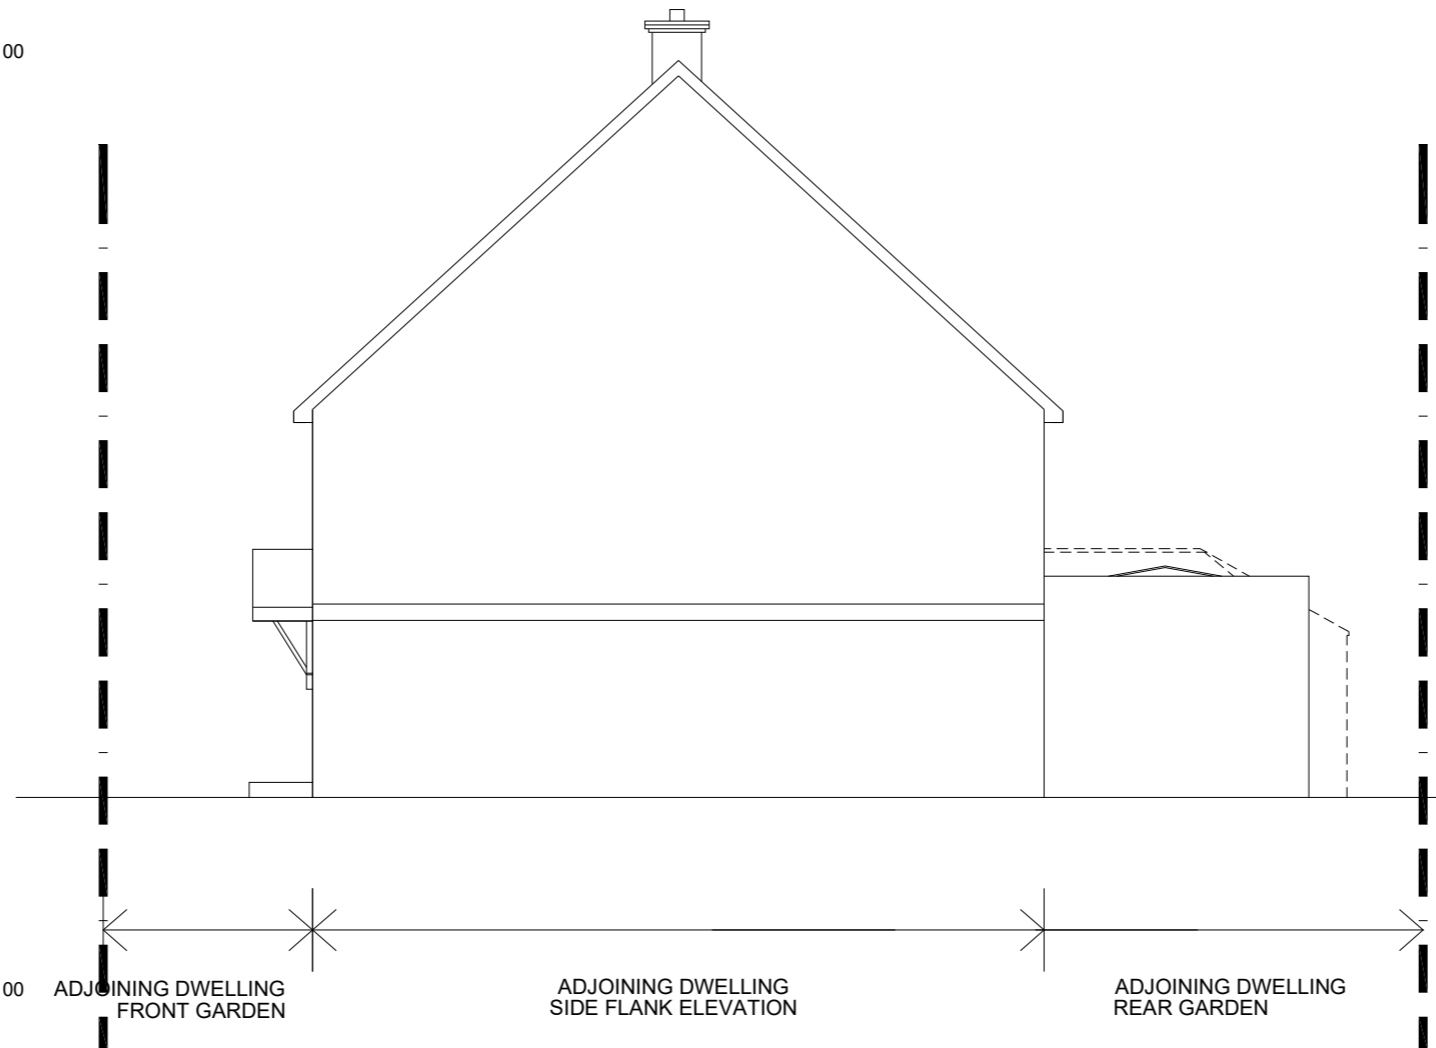 00
00
ADJOINING DWELLING
FRONT GARDEN
ADJOINING DWELLING
SIDE FLANK ELEVATION
ADJOINING DWELLING
REAR GARDEN